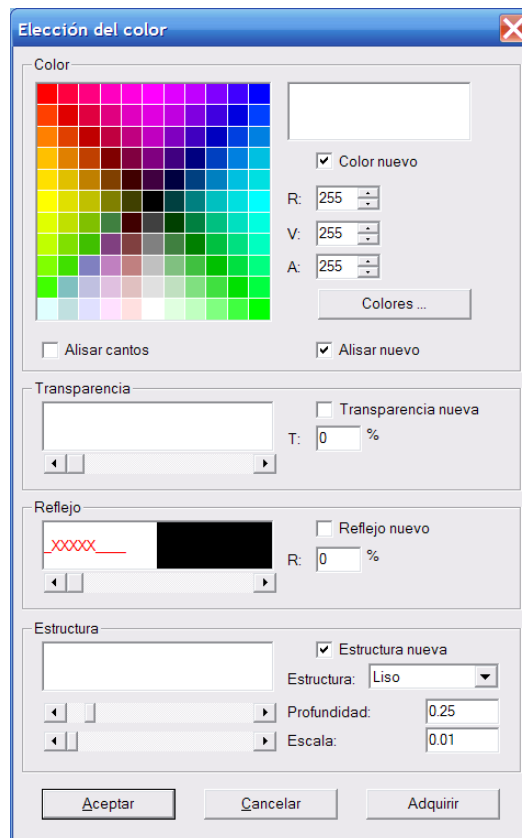 Elección del color
Color
Color nuevo
R: 255
V: 255
A: 255
Colores ...
Alisar cantos
Alisar nuevo
Transparencia
Transparencia nueva
T: 0 %
Reflejo
_XXXXX____
Reflejo nuevo
R: 0 %
Estructura
Estructura nueva
Estructura: Liso
Profundidad: 0.25
Escala: 0.01
Aceptar Cancelar Adquirir